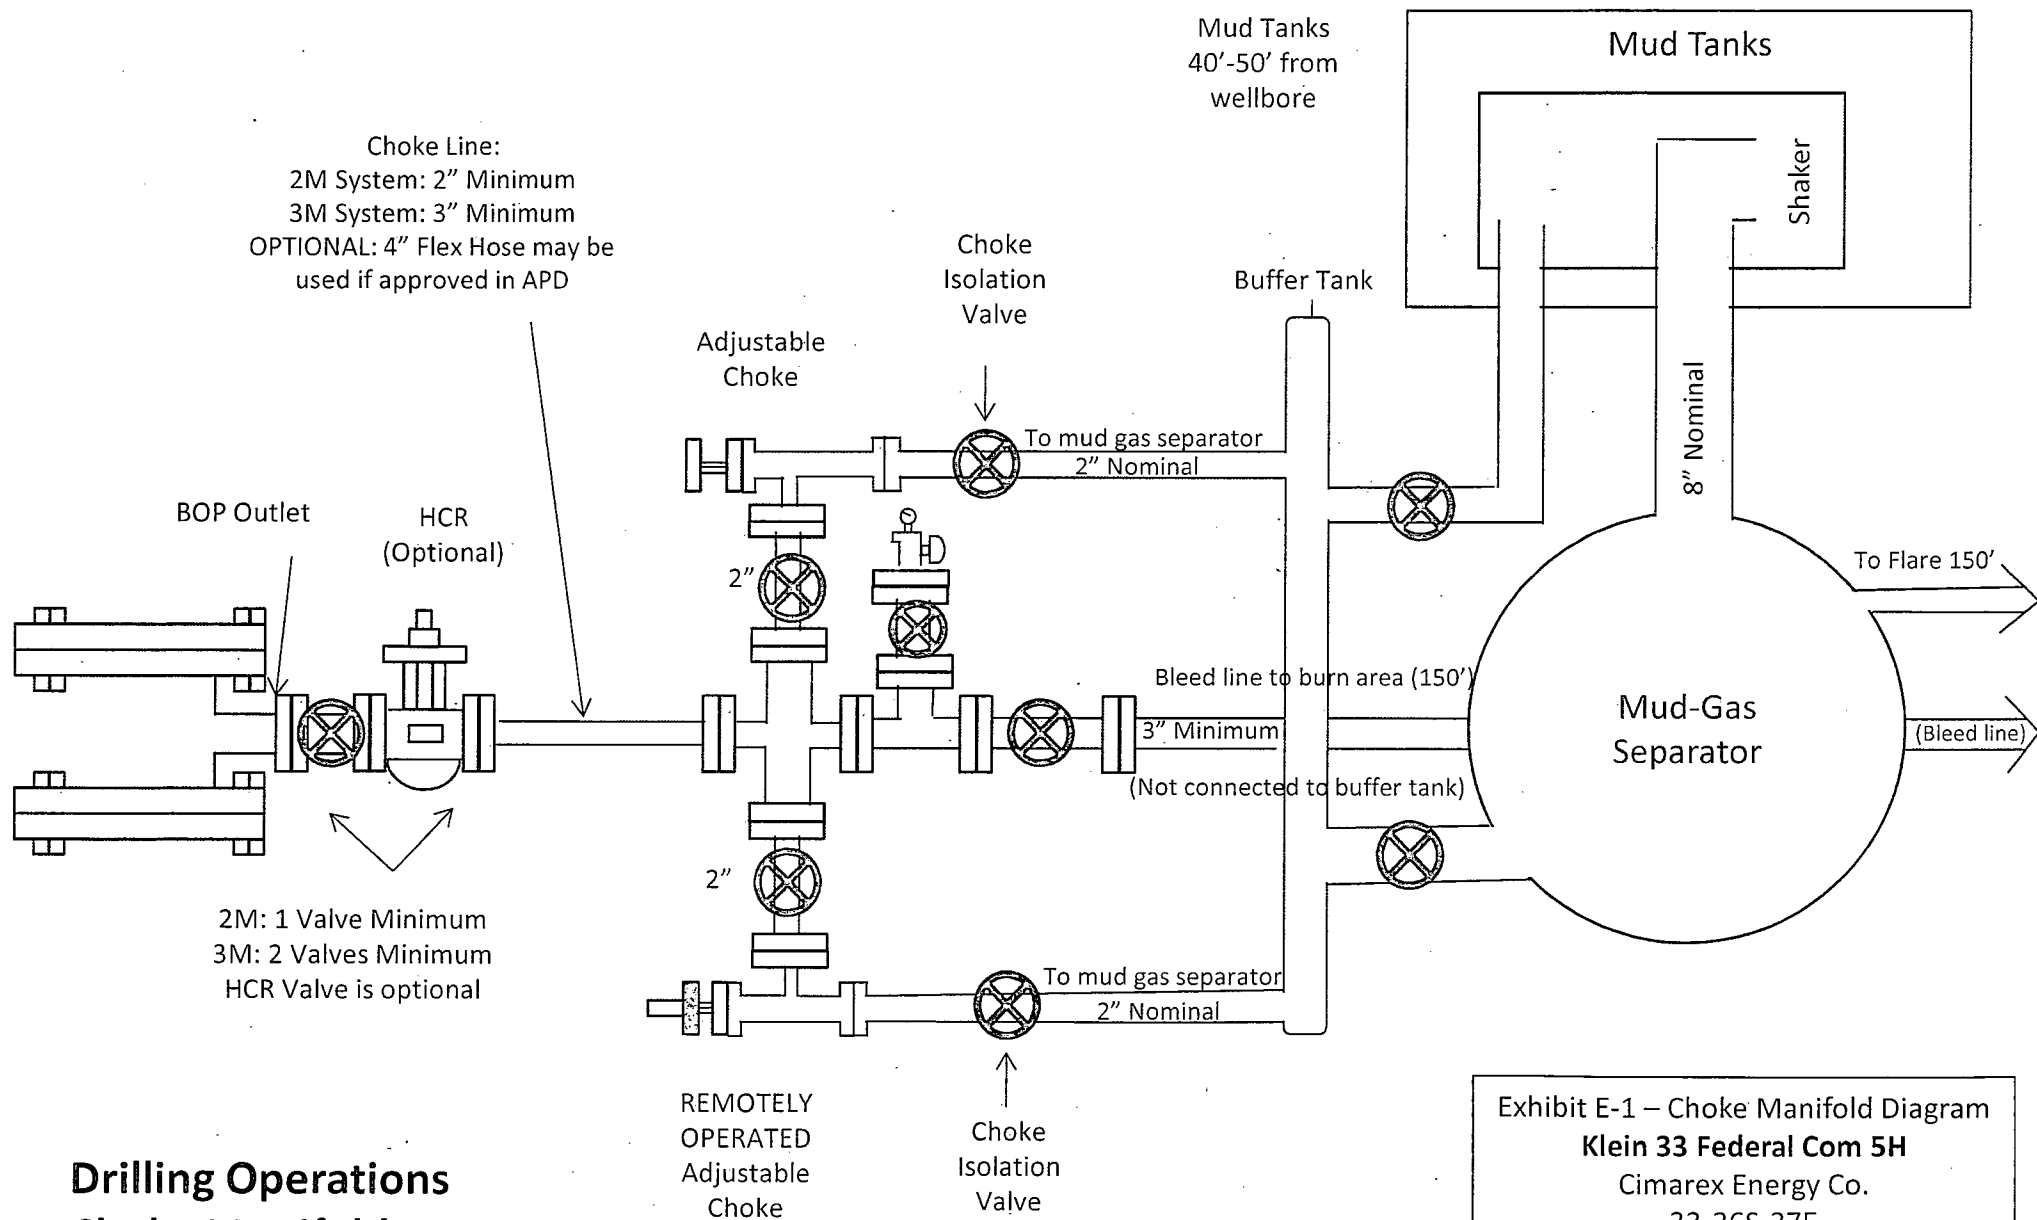 Mud Tanks
40'-50' from
wellbore
Mud Tanks
Shaker
Choke Line:
2M System: 2" Minimum
3M System: 3" Minimum
OPTIONAL: 4" Flex Hose may be
used if approved in APD
Choke
Isolation
Valve
Buffer Tank
Adjustable
Choke
8" Nominal
To mud gas separator
2" Nominal
BOP Outlet
HCR
(Optional)
2"
To Flare 150'
Bleed line to burn area (150')
3" Minimum
(Not connected to buffer tank)
Mud-Gas
Separator
(Bleed line)
2"
2M: 1 Valve Minimum
3M: 2 Valves Minimum
HCR Valve is optional
To mud gas separator
2" Nominal
REMOTELY
OPERATED
Adjustable
Choke
Choke
Isolation
Valve
Drilling Operations
Exhibit E-1 – Choke Manifold Diagram
Klein 33 Federal Com 5H
Cimarex Energy Co.